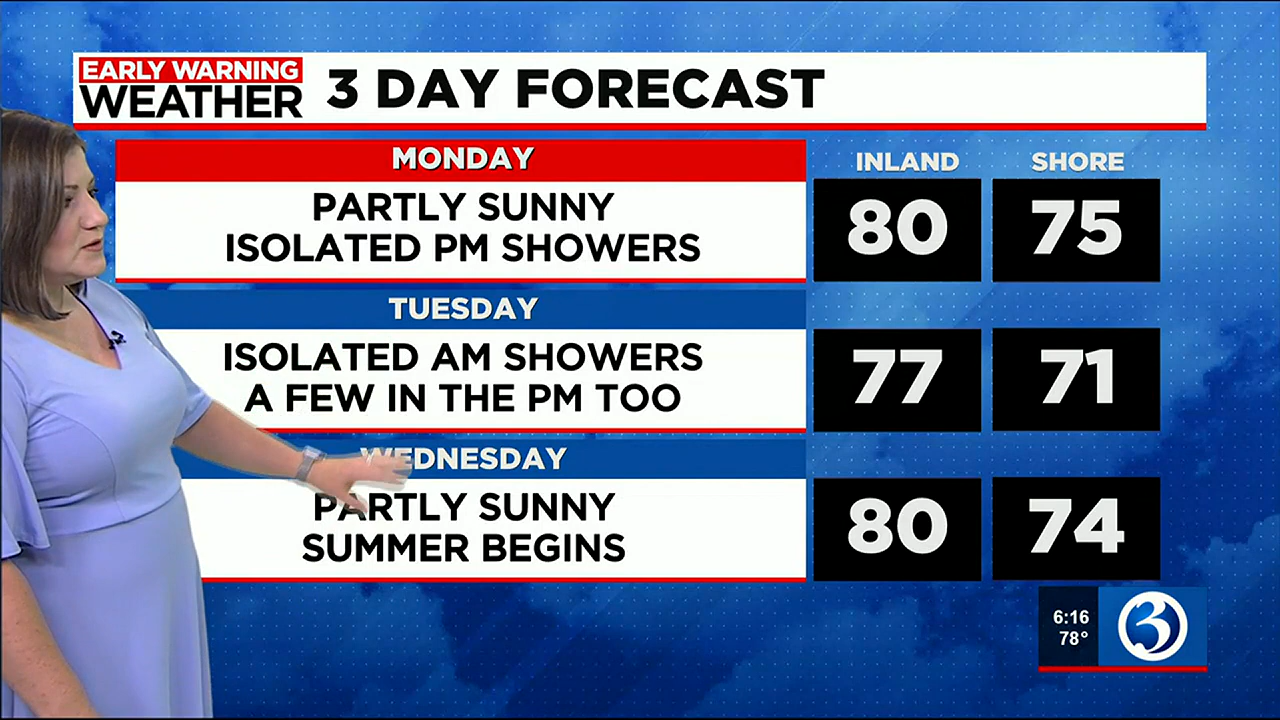 EARLY WARNING
WEATHER
3 DAY FORECAST
INLAND
SHORE
MONDAY
PARTLY SUNNY
ISOLATED PM SHOWERS
80
75
TUESDAY
ISOLATED AM SHOWERS
A FEW IN THE PM TOO
77
71
WEDNESDAY
PARTLY SUNNY
SUMMER BEGINS
80
74
6:16
78°
3